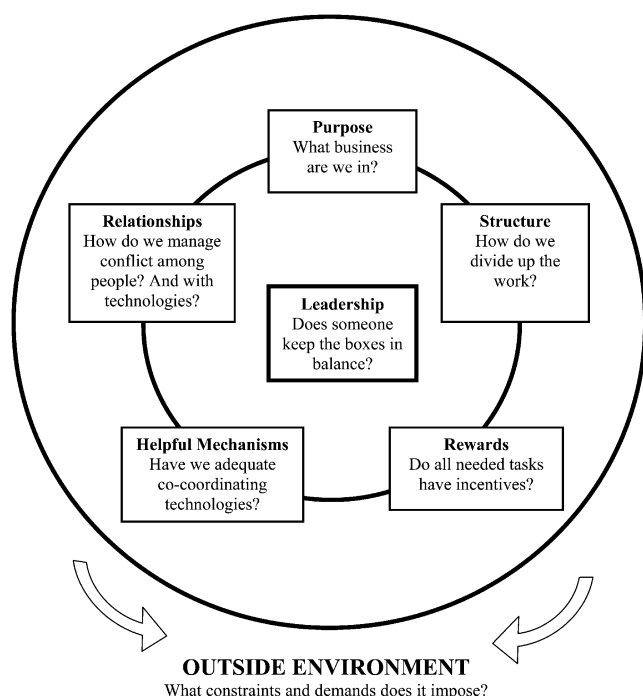 Purpose
What business
are we in?
Relationships
How do we manage
conflict among
people? And with
technologies?
Structure
How do we
divide up the
work?
Leadership
Does someone
keep the boxes in
balance?
Helpful Mechanisms
Have we adequate
co-coordinating
technologies?
Rewards
Do all needed tasks
have incentives?
OUTSIDE ENVIRONMENT
What constraints and demands does it impose?